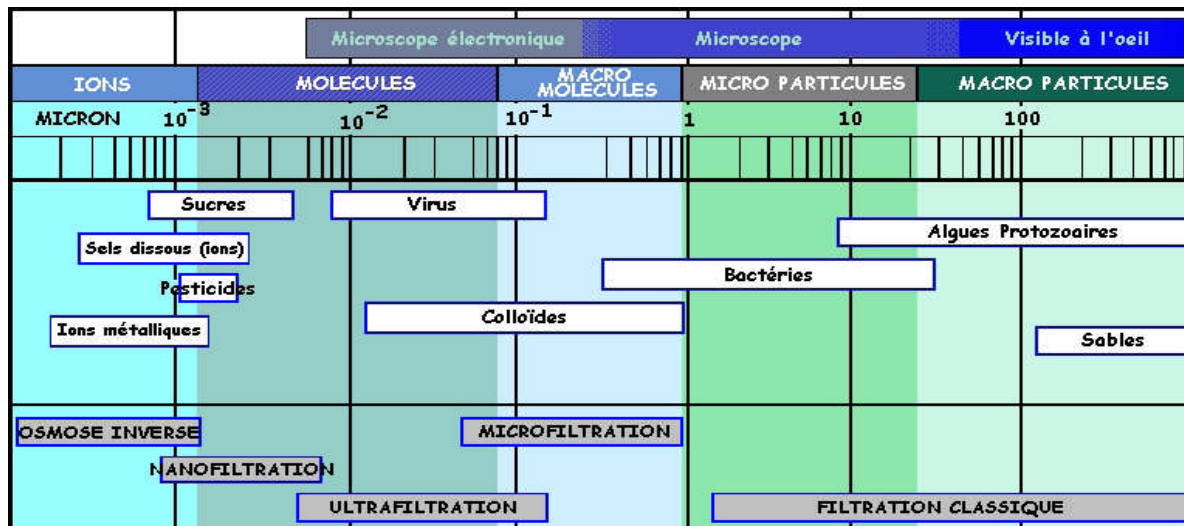 Microscope électronique Microscope Visible à l'oeil
IONS MOLECULES MACRO MOLECULES MICRO PARTICULES MACRO PARTICULES
MICRON 10-3 10-2 10-1 1 10 100
Sucres Virus
Algues Protozoaires
Sels dissous (ions)
Bactéries
Pesticides
Colloïdes
Ions métalliques
Sables
OSMOSE INVERSE MICROFILTRATION
NANOFILTRATION
ULTRAFILTRATION FILTRATION CLASSIQUE